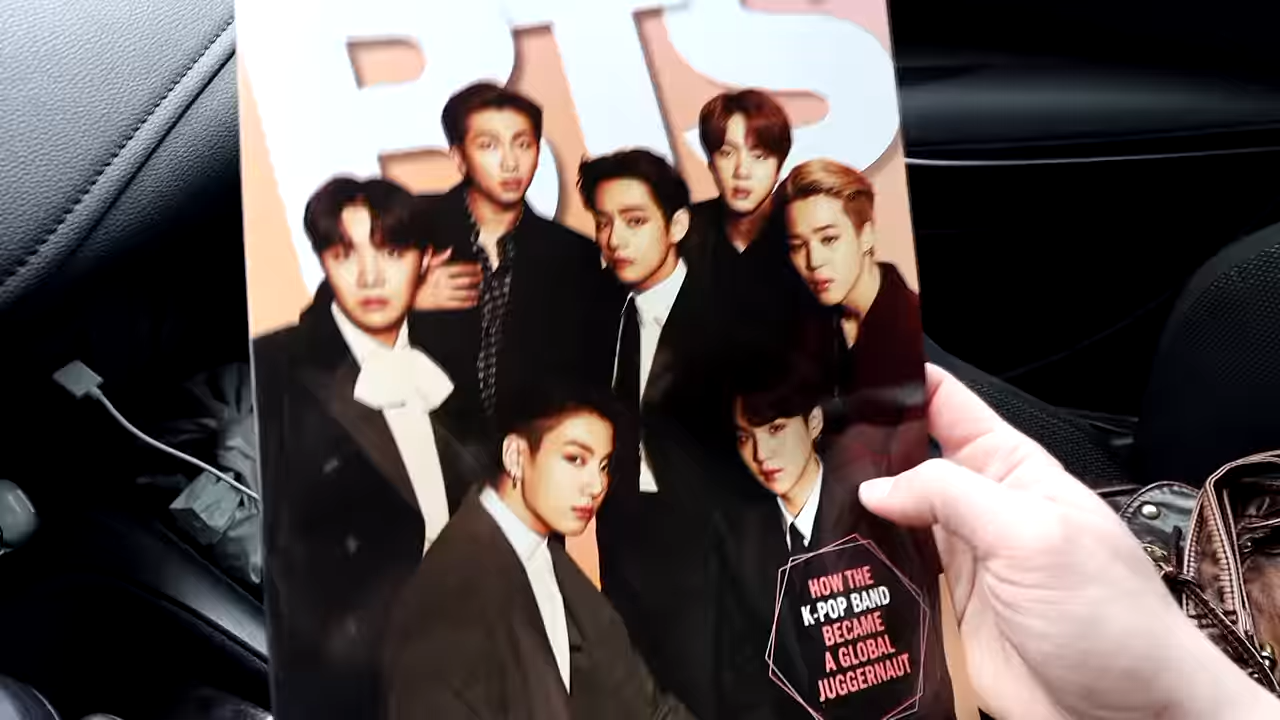 BTS
HOW THE
K-POP BAND
BECAME
A GLOBAL
JUGGERNAUT